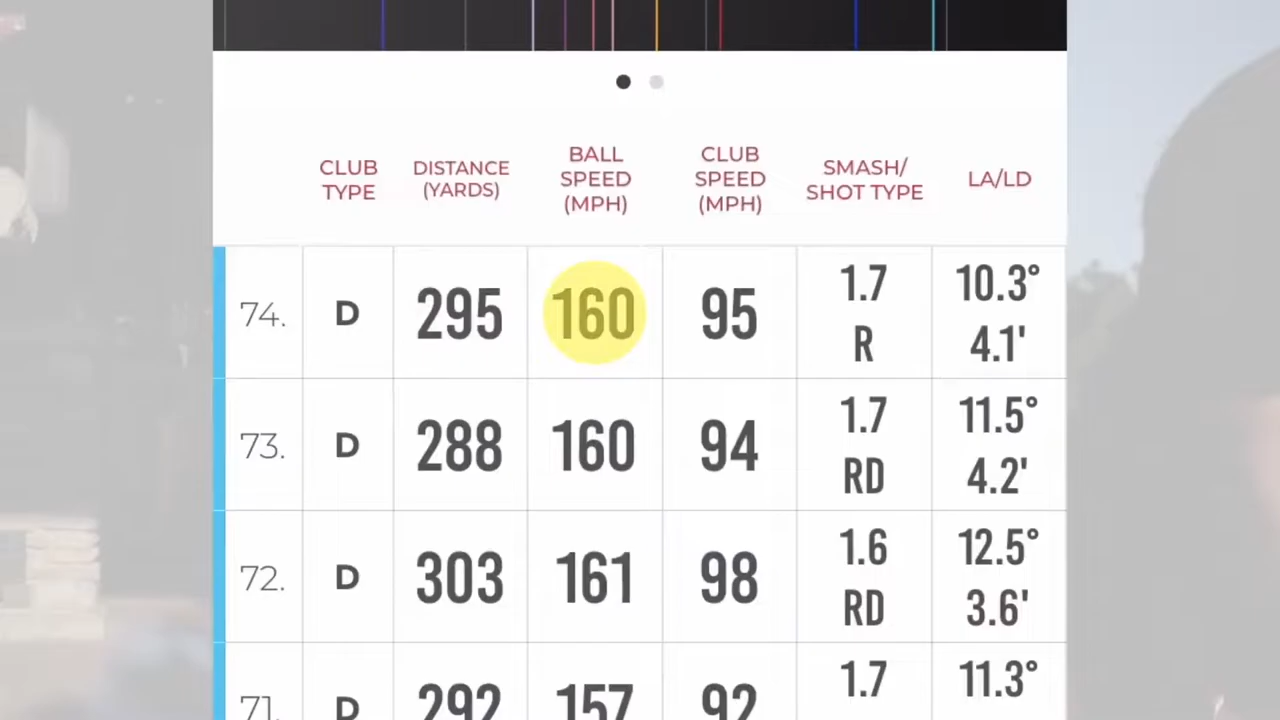 CLUB TYPE
DISTANCE (YARDS)
BALL SPEED (MPH)
CLUB SPEED (MPH)
SMASH/ SHOT TYPE
LA/LD
74. D 295 160 95 1.7 R 10.3° 4.1'
73. D 288 160 94 1.7 RD 11.5° 4.2'
72. D 303 161 98 1.6 RD 12.5° 3.6'
71. D 292 157 92 1.7 11.3°